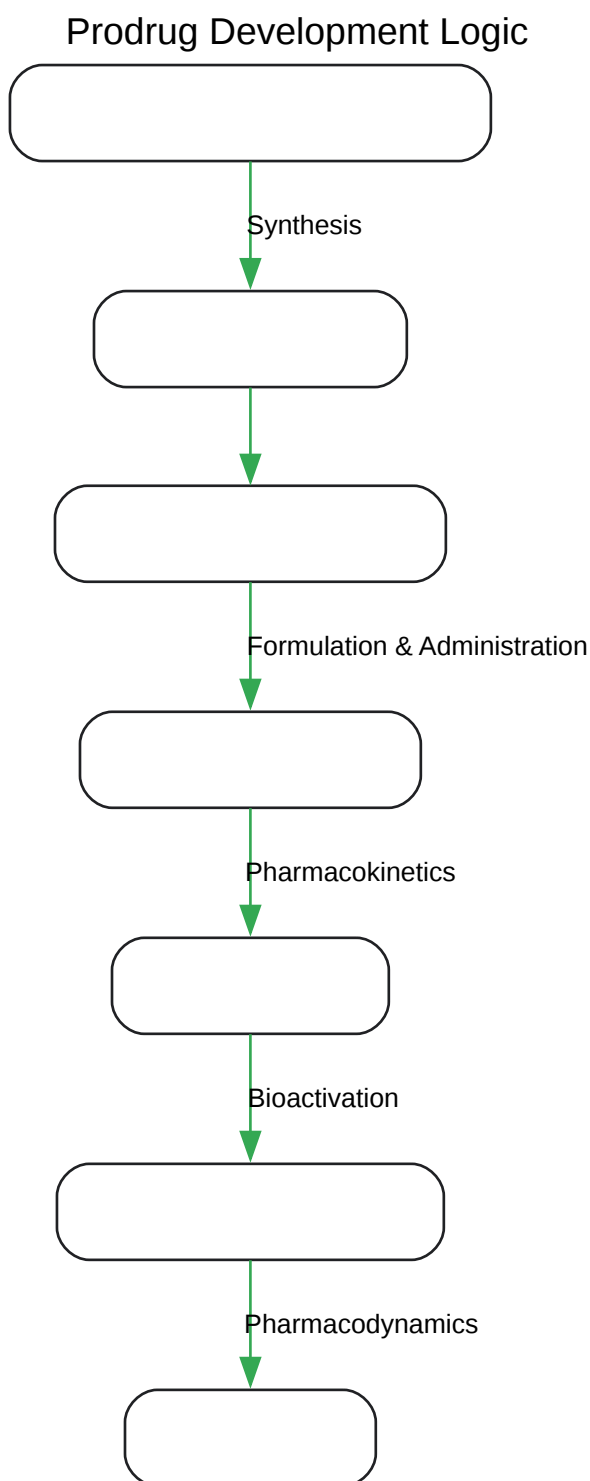 Prodrug Development Logic
Synthesis
Formulation & Administration
Pharmacokinetics
Bioactivation
Pharmacodynamics